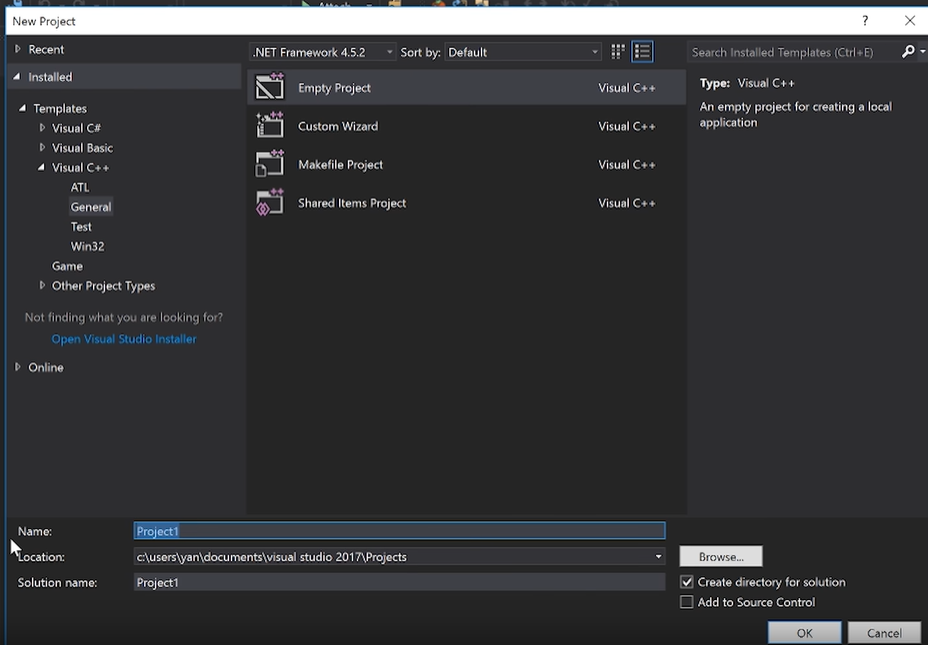 Attach
New Project
?
Recent
.NET Framework 4.5.2
Sort by:
Default
Search Installed Templates (Ctrl+E)
Installed
Templates
Visual C#
Visual Basic
Visual C++
ATL
General
Test
Win32
Game
Other Project Types
Not finding what you are looking for?
Open Visual Studio Installer
Online
Empty Project Visual C++
Custom Wizard Visual C++
Makefile Project Visual C++
Shared Items Project Visual C++
Type: Visual C++
An empty project for creating a local
application
Name: Project1
Location: c:\users\yan\documents\visual studio 2017\Projects
Browse...
Solution name: Project1
Create directory for solution
Add to Source Control
OK
Cancel